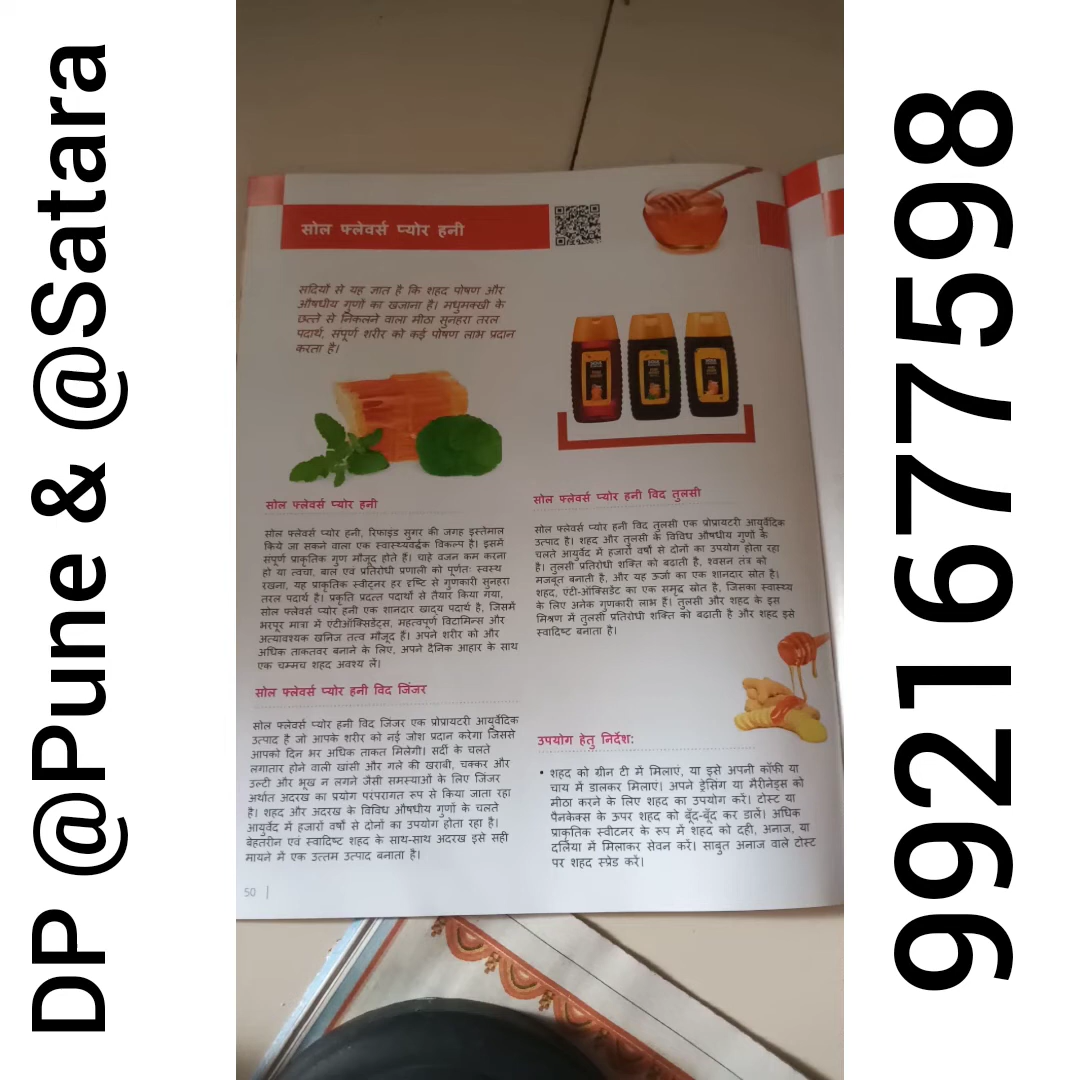 DP @Pune & @Satara
सोल फ्लेवर्स प्योर हनी
सदियों से यह ज्ञात है कि शहद पोषण और
औषधीय गुणों का खजाना है। मधुमक्खी के
छत्ते से निकलने वाला मीठा सुनहरा तरल
पदार्थ, संपूर्ण शरीर को कई पोषण लाभ प्रदान
करता है।
सोल फ्लेवर्स प्योर हनी
सोल फ्लेवर्स प्योर हनी, रिफाइंड सुगर की जगह इस्तेमाल
किये जा सकने वाला एक स्वास्थ्यवर्द्धक विकल्प है। इसमें
संपूर्ण प्राकृतिक गुण मौजूद होते हैं। चाहे वजन कम करना
हो या त्वचा, बाल एवं प्रतिरोधी प्रणाली को पूर्णतः स्वस्थ
रखना, यह प्राकृतिक स्वीटनर हर दृष्टि से गुणकारी सुनहरा
तरल पदार्थ है। प्रकृति प्रदत्त पदार्थों से तैयार किया गया,
सोल फ्लेवर्स प्योर हनी एक शानदार खाद्य पदार्थ है, जिसमें
भरपूर मात्रा में एंटीऑक्सिडेंट्स, महत्वपूर्ण विटामिन्स और
अत्यावश्यक खनिज तत्व मौजूद हैं। अपने शरीर को और
अधिक ताकतवर बनाने के लिए, अपने दैनिक आहार के साथ
एक चम्मच शहद अवश्य लें।
सोल फ्लेवर्स प्योर हनी विद जिंजर
सोल फ्लेवर्स प्योर हनी विद जिंजर एक प्रोप्रायटरी आयुर्वेदिक
उत्पाद है जो आपके शरीर को नई जोश प्रदान करेगा जिससे
आपको दिन भर अधिक ताकत मिलेगी। सर्दी के चलते
लगातार होने वाली खांसी और गले की खराबी, चक्कर और
उल्टी और भूख न लगने जैसी समस्याओं के लिए जिंजर
अर्थात अदरख का प्रयोग परंपरागत रूप से किया जाता रहा
है। शहद और अदरख के विविध औषधीय गुणों के चलते
आयुर्वेद में हजारों वर्षों से दोनों का उपयोग होता रहा है।
बेहतरीन एवं स्वादिष्ट शहद के साथ-साथ अदरख इसे सही
मायने में एक उत्तम उत्पाद बनाता है।
50 |
सोल फ्लेवर्स प्योर हनी विद तुलसी
सोल फ्लेवर्स प्योर हनी विद तुलसी एक प्रोप्रायटरी आयुर्वेदिक
उत्पाद है। शहद और तुलसी के विविध औषधीय गुणों के
चलते आयुर्वेद में हजारों वर्षों से दोनों का उपयोग होता रहा
है। तुलसी प्रतिरोधी शक्ति को बढ़ाती है, श्वसन तंत्र को
मजबूत बनाती है, और यह ऊर्जा का एक शानदार स्रोत है।
शहद, एंटी-ऑक्सिडेंट का एक समृद्ध स्रोत है, जिसका स्वास्थ्य
के लिए अनेक गुणकारी लाभ हैं। तुलसी और शहद के इस
मिश्रण में तुलसी प्रतिरोधी शक्ति को बढ़ाती है और शहद इसे
स्वादिष्ट बनाता है।
उपयोग हेतु निर्देश:
• शहद को ग्रीन टी में मिलाएं, या इसे अपनी कॉफी या
चाय में डालकर मिलाएं। अपने ड्रेसिंग या मैरीनेड्स को
मीठा करने के लिए शहद का उपयोग करें। टोस्ट या
पैनकेक्स के ऊपर शहद को बूँद-बूँद कर डालें। अधिक
प्राकृतिक स्वीटनर के रूप में शहद को दही, अनाज, या
दलिया में मिलाकर सेवन करें। साबुत अनाज वाले टोस्ट
पर शहद स्प्रेड करें।
9921677598